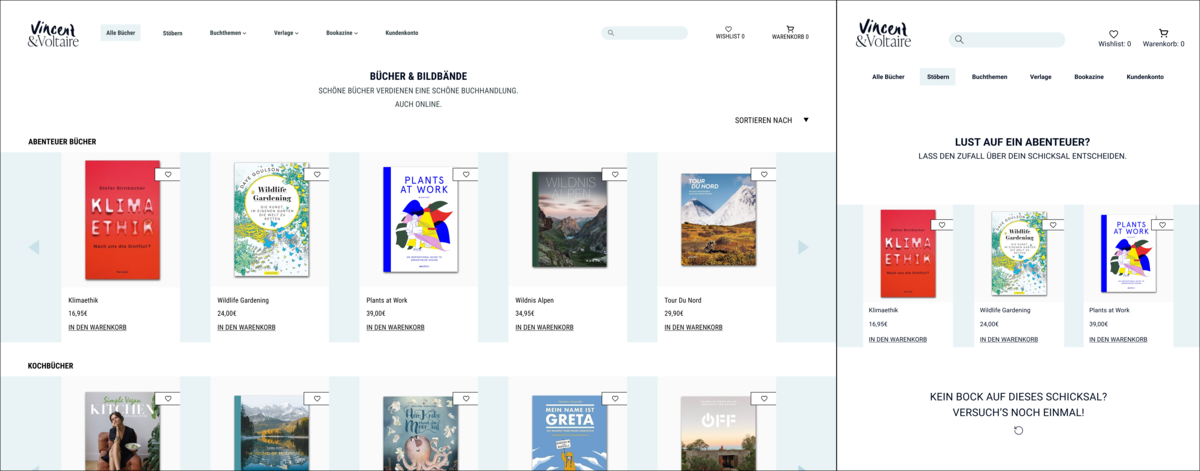 Vincent
&Voltaire
Alle Bücher
Stöbern
Buchthemen
Verlage
Bookazine
Kundenkonto
WISHLIST 0
WARENKORB 0
BÜCHER & BILDBÄNDE
SCHÖNE BÜCHER VERDIENEN EINE SCHÖNE BUCHHANDLUNG.
AUCH ONLINE.
SORTIEREN NACH
ABENTEUER BÜCHER
KLIMA
ETHIK
DAVE GOULSON
Wildlife
Gardening
DIE KUNST,
IM EIGENEN GARTEN
DIE WELT ZU
RETTEN
PLANTS
AT WORK
WILDNIS
ALPEN
TOUR
DU NORD
Klimaethik
16,95€
IN DEN WARENKORB
Wildlife Gardening
24,00€
IN DEN WARENKORB
Plants at Work
39,00€
IN DEN WARENKORB
Wildnis Alpen
34,95€
IN DEN WARENKORB
Tour Du Nord
29,90€
IN DEN WARENKORB
KOCHBÜCHER
Simple Vegan
KITCHEN
MEIN NAME IST
GRETA
OFF
Vincent
&Voltaire
Wishlist: 0
Warenkorb: 0
Alle Bücher
Stöbern
Buchthemen
Verlage
Bookazine
Kundenkonto
LUST AUF EIN ABENTEUER?
LASS DEN ZUFALL ÜBER DEIN SCHICKSAL ENTSCHEIDEN.
KLIMA
ETHIK
Wildlife
Gardening
PLANTS
AT WORK
Klimaethik
16,95€
IN DEN WARENKORB
Wildlife Gardening
24,00€
IN DEN WARENKORB
Plants at Work
39,00€
IN DEN WARENKORB
KEIN BOCK AUF DIESES SCHICKSAL?
VERSUCH'S NOCH EINMAL!